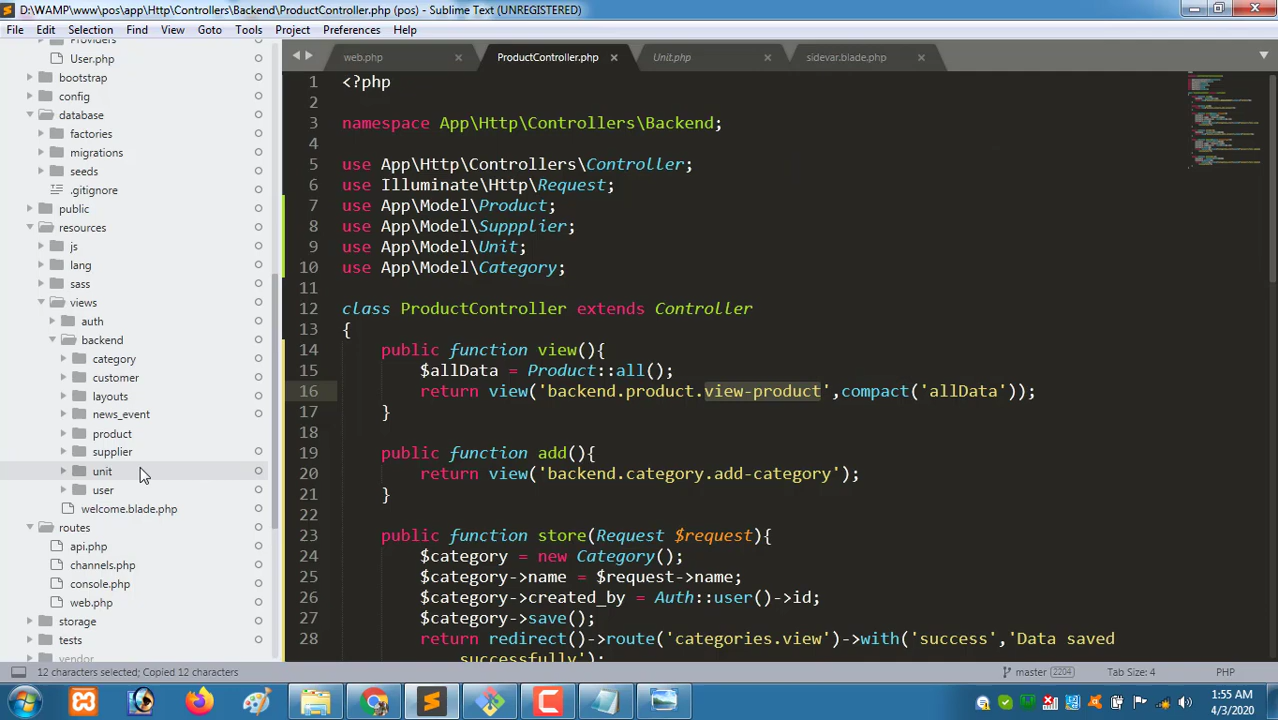 D:\WAMP\www\pos\app\Http\Controllers\Backend\ProductController.php (pos) - Sublime Text (UNREGISTERED)
File Edit Selection Find View Goto Tools Project Preferences Help
web.php ProductController.php Unit.php sidevar.blade.php
Providers
User.php
bootstrap
config
database
factories
migrations
seeds
.gitignore
public
resources
js
lang
sass
views
auth
backend
category
customer
layouts
news_event
product
supplier
unit
user
welcome.blade.php
routes
api.php
channels.php
console.php
web.php
storage
tests
vendor
1 <?php
2
3 namespace App\Http\Controllers\Backend;
4
5 use App\Http\Controllers\Controller;
6 use Illuminate\Http\Request;
7 use App\Model\Product;
8 use App\Model\Suppplier;
9 use App\Model\Unit;
10 use App\Model\Category;
11
12 class ProductController extends Controller
13 {
14 public function view(){
15 $allData = Product::all();
16 return view('backend.product.view-product',compact('allData'));
17 }
18
19 public function add(){
20 return view('backend.category.add-category');
21 }
22
23 public function store(Request $request){
24 $category = new Category();
25 $category->name = $request->name;
26 $category->created_by = Auth::user()->id;
27 $category->save();
28 return redirect()->route('categories.view')->with('success','Data saved
successfully');
12 characters selected; Copied 12 characters master 2204 Tab Size: 4 PHP
1:55 AM
4/3/2020